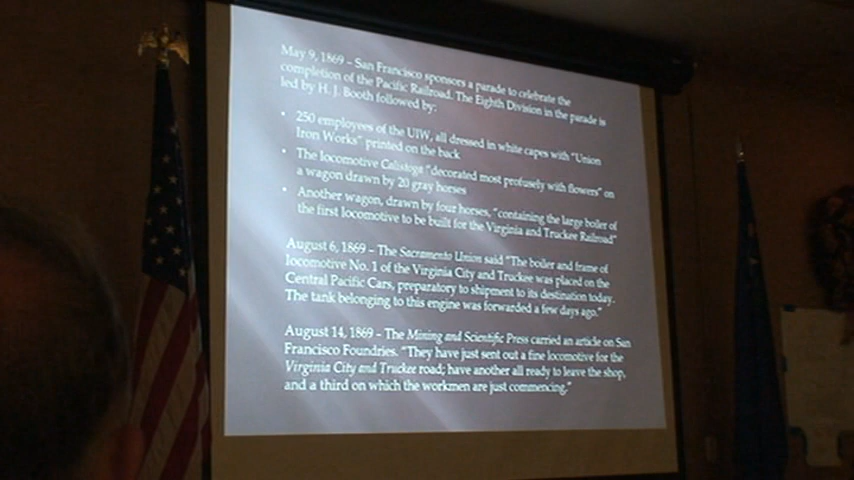 May 9, 1869 – San Francisco sponsors a parade to celebrate the
completion of the Pacific Railroad. The Eighth Division in the parade is
led by H. J. Booth followed by:
• 250 employees of the UIW, all dressed in white capes with "Union
Iron Works" printed on the back
• The locomotive Calistoga "decorated most profusely with flowers" on
a wagon drawn by 20 gray horses
• Another wagon, drawn by four horses, "containing the large boiler of
the first locomotive to be built for the Virginia and Truckee Railroad"
August 6, 1869 – The Sacramento Union said "The boiler and frame of
locomotive No. 1 of the Virginia City and Truckee was placed on the
Central Pacific Cars, preparatory to shipment to its destination today.
The tank belonging to this engine was forwarded a few days ago."
August 14, 1869 – The Mining and Scientific Press carried an article on San
Francisco Foundries. "They have just sent out a fine locomotive for the
Virginia City and Truckee road; have another all ready to leave the shop,
and a third on which the workmen are just commencing."